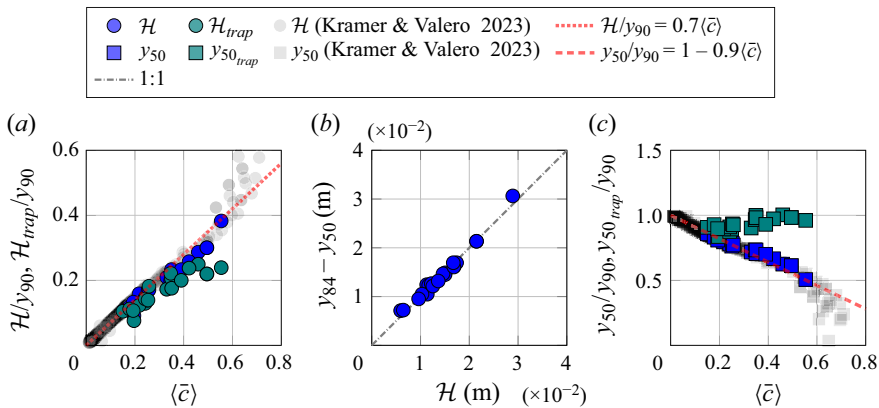 ℋ ℋ_trap ℋ (Kramer & Valero 2023) ℋ/y_90 = 0.7⟨c̄⟩
y_50 y_50_trap y_50 (Kramer & Valero 2023) y_50/y_90 = 1 – 0.9⟨c̄⟩
1:1
(a)
ℋ/y_90, ℋ_trap/y_90
0.6
0.4
0.2
0 0.2 0.4 0.6 0.8
⟨c̄⟩
(b)
(×10⁻²)
y_84 – y_50 (m)
4
3
2
1
0 1 2 3 4
ℋ (m) (×10⁻²)
(c)
y_50/y_90, y_50_trap/y_90
1.5
1.0
0.5
0 0.2 0.4 0.6 0.8
⟨c̄⟩